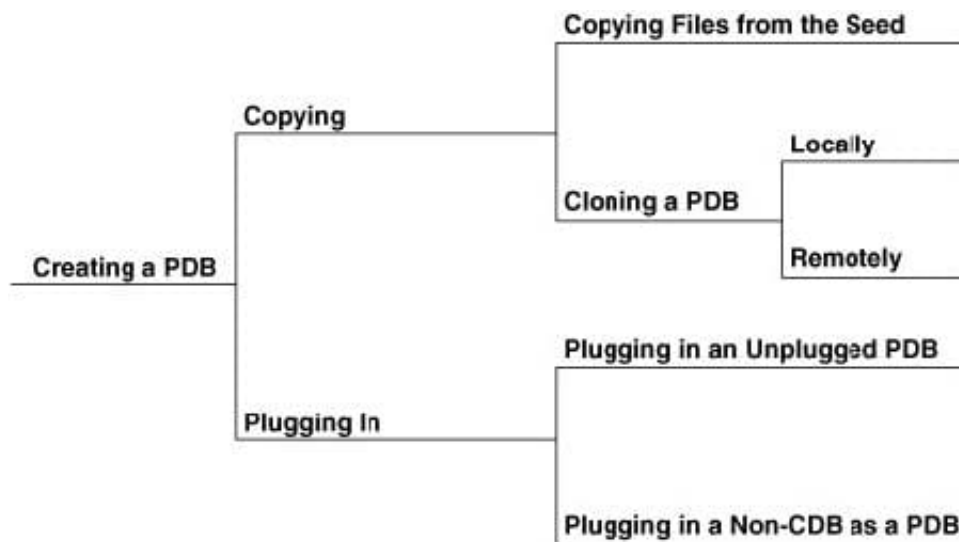 Copying Files from the Seed
Copying
Locally
Cloning a PDB
Creating a PDB
Remotely
Plugging in an Unplugged PDB
Plugging In
Plugging in a Non-CDB as a PDB